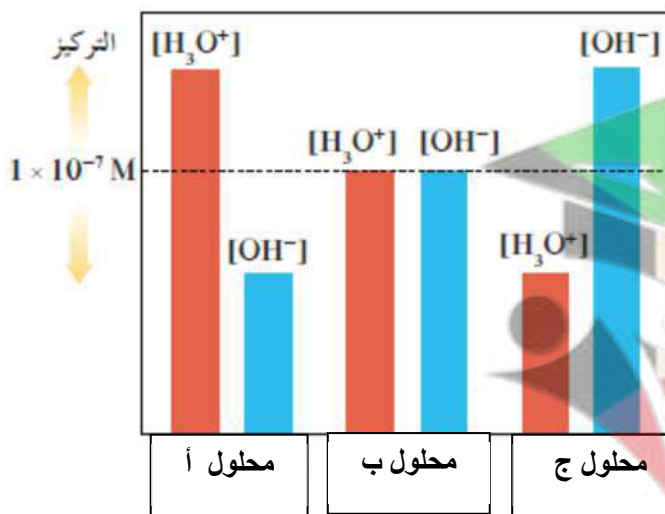 التركيز
[H₃O⁺]
[OH⁻]
[H₃O⁺] [OH⁻]
1 × 10⁻⁷ M
[OH⁻]
[H₃O⁺]
محلول أ
محلول ب
محلول ج